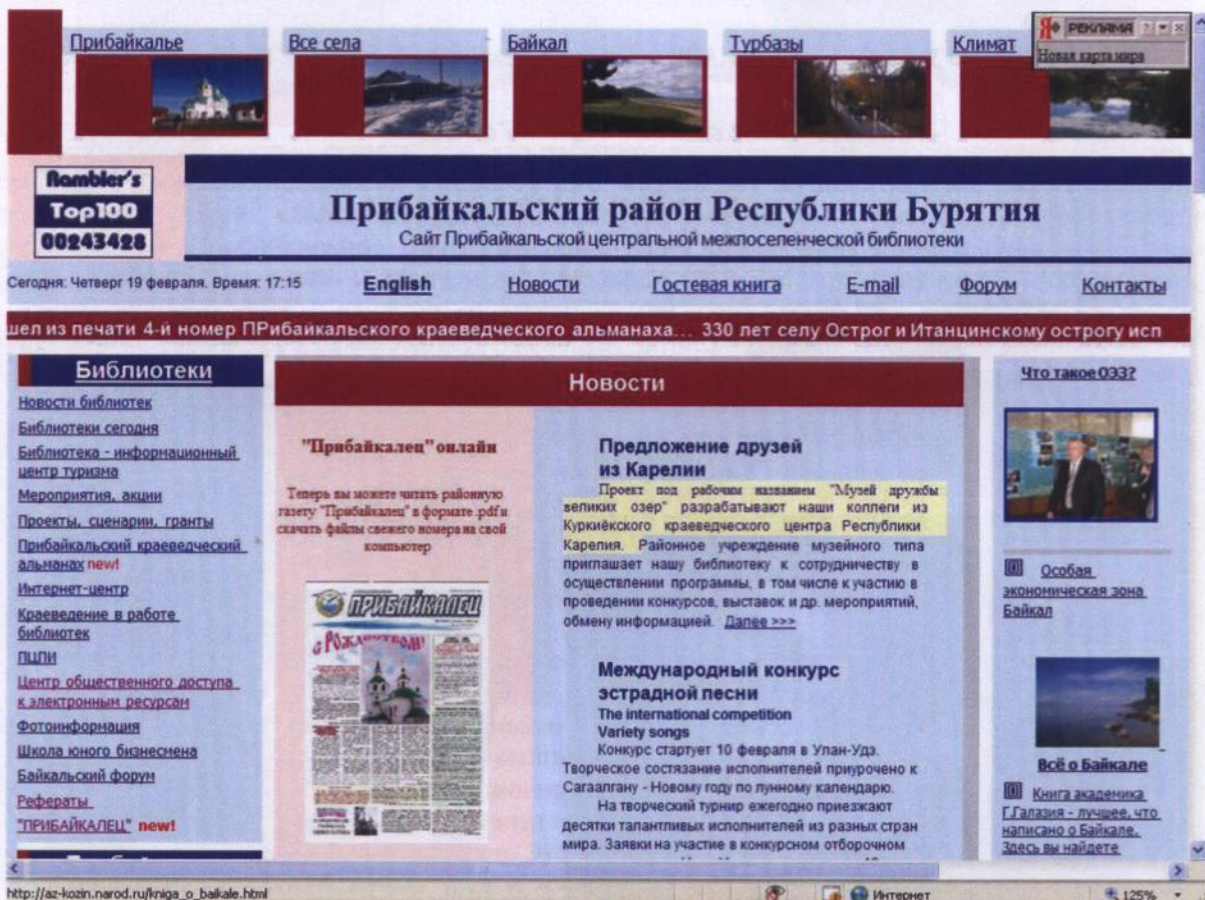 Прибайкалье
Все села
Байкал
Турбазы
Климат
Я РЕКЛАМА
Новая карта мира
Rambler's
Top100
00243428
Прибайкальский район Республики Бурятия
Сайт Прибайкальской центральной межпоселенческой библиотеки
Сегодня: Четверг 19 февраля. Время: 17:15
English
Новости
Гостевая книга
E-mail
Форум
Контакты
шел из печати 4-й номер ПРибайкальского краеведческого альманаха... 330 лет селу Острог и Итанцинскому острогу исп
Библиотеки
Новости библиотек
Библиотеки сегодня
Библиотека - информационный
центр туризма
Мероприятия, акции
Проекты, сценарии, гранты
Прибайкальский краеведческий
альманах new!
Интернет-центр
Краеведение в работе
библиотек
ПЦПИ
Центр общественного доступа
к электронным ресурсам
Фотоинформация
Школа юного бизнесмена
Байкальский форум
Рефераты
"ПРИБАЙКАЛЕЦ" new!
Новости
"Прибайкалец" онлайн
Теперь вы можете читать районную
газету "Прибайкалец" в формате .pdf и
скачать файлы свежего номера на свой
компьютер
ПРИБАЙКАЛЕЦ
с РОЖДЕСТВОМ!
Предложение друзей
из Карелии
Проект под рабочим названием "Музей дружбы
великих озер" разрабатывают наши коллеги из
Куркиёкского краеведческого центра Республики
Карелия. Районное учреждение музейного типа
приглашает нашу библиотеку к сотрудничеству в
осуществлении программы, в том числе к участию в
проведении конкурсов, выставок и др. мероприятий,
обмену информацией. Далее >>>
Международный конкурс
эстрадной песни
The international competition
Variety songs
Конкурс стартует 10 февраля в Улан-Удэ.
Творческое состязание исполнителей приурочено к
Сагаалгану - Новому году по лунному календарю.
На творческий турнир ежегодно приезжают
десятки талантливых исполнителей из разных стран
мира. Заявки на участие в конкурсном отборочном
Что такое ОЭЗ?
Особая
экономическая зона
Байкал
Всё о Байкале
Книга академика
Г.Галазия - лучшее, что
написано о Байкале.
Здесь вы найдете
http://az-kozin.narod.ru/kniga_o_baikale.html
Интернет
125%